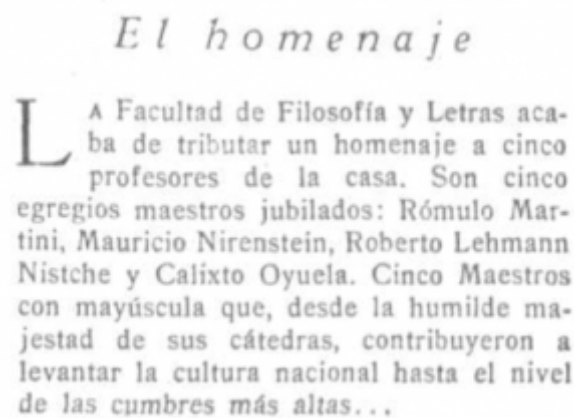 El homenaje
LA Facultad de Filosofía y Letras aca-
ba de tributar un homenaje a cinco
profesores de la casa. Son cinco
egregios maestros jubilados: Rómulo Mar-
tini, Mauricio Nirenstein, Roberto Lehmann
Nistche y Calixto Oyuela. Cinco Maestros
con mayúscula que, desde la humilde ma-
jestad de sus cátedras, contribuyeron a
levantar la cultura nacional hasta el nivel
de las cumbres más altas...